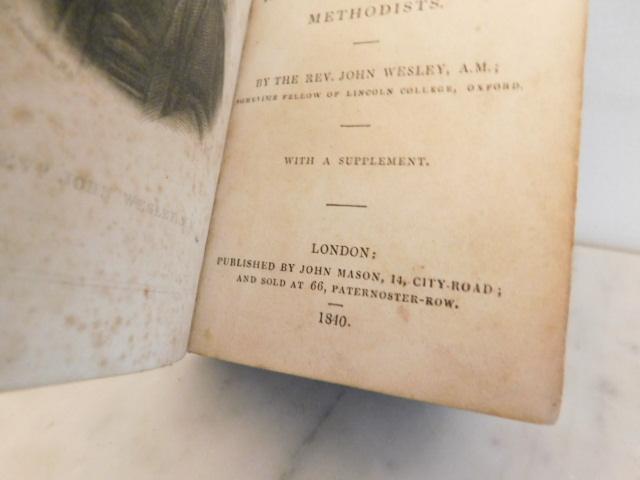 METHODISTS.
BY THE REV. JOHN WESLEY, A.M.;
SOMETIME FELLOW OF LINCOLN COLLEGE, OXFORD.
WITH A SUPPLEMENT.
LONDON:
PUBLISHED BY JOHN MASON, 14, CITY-ROAD;
AND SOLD AT 66, PATERNOSTER-ROW.
1840.